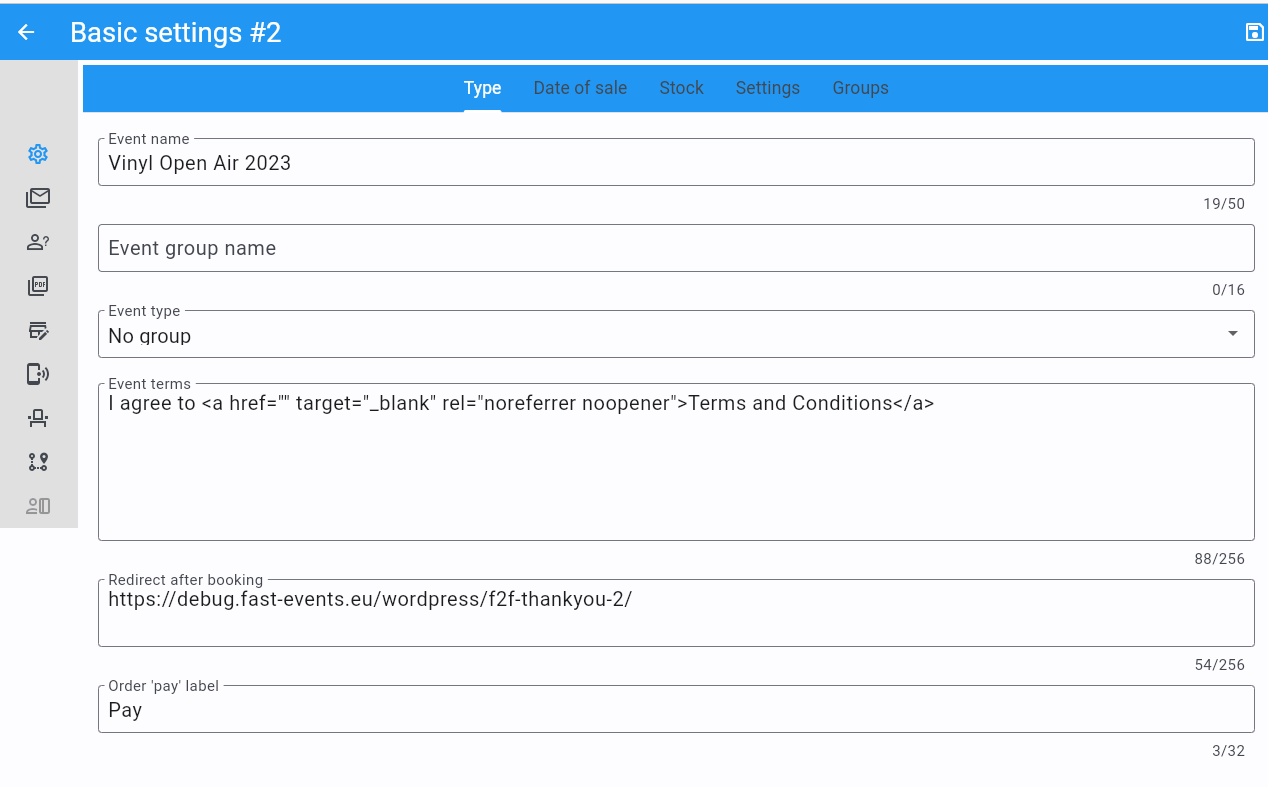 Basic settings #2
Type Date of sale Stock Settings Groups
Event name
Vinyl Open Air 2023
19/50
Event group name
0/16
Event type
No group
Event terms
I agree to <a href="" target="_blank" rel="noreferrer noopener">Terms and Conditions</a>
88/256
Redirect after booking
https://debug.fast-events.eu/wordpress/f2f-thankyou-2/
54/256
Order 'pay' label
Pay
3/32
?
PDF